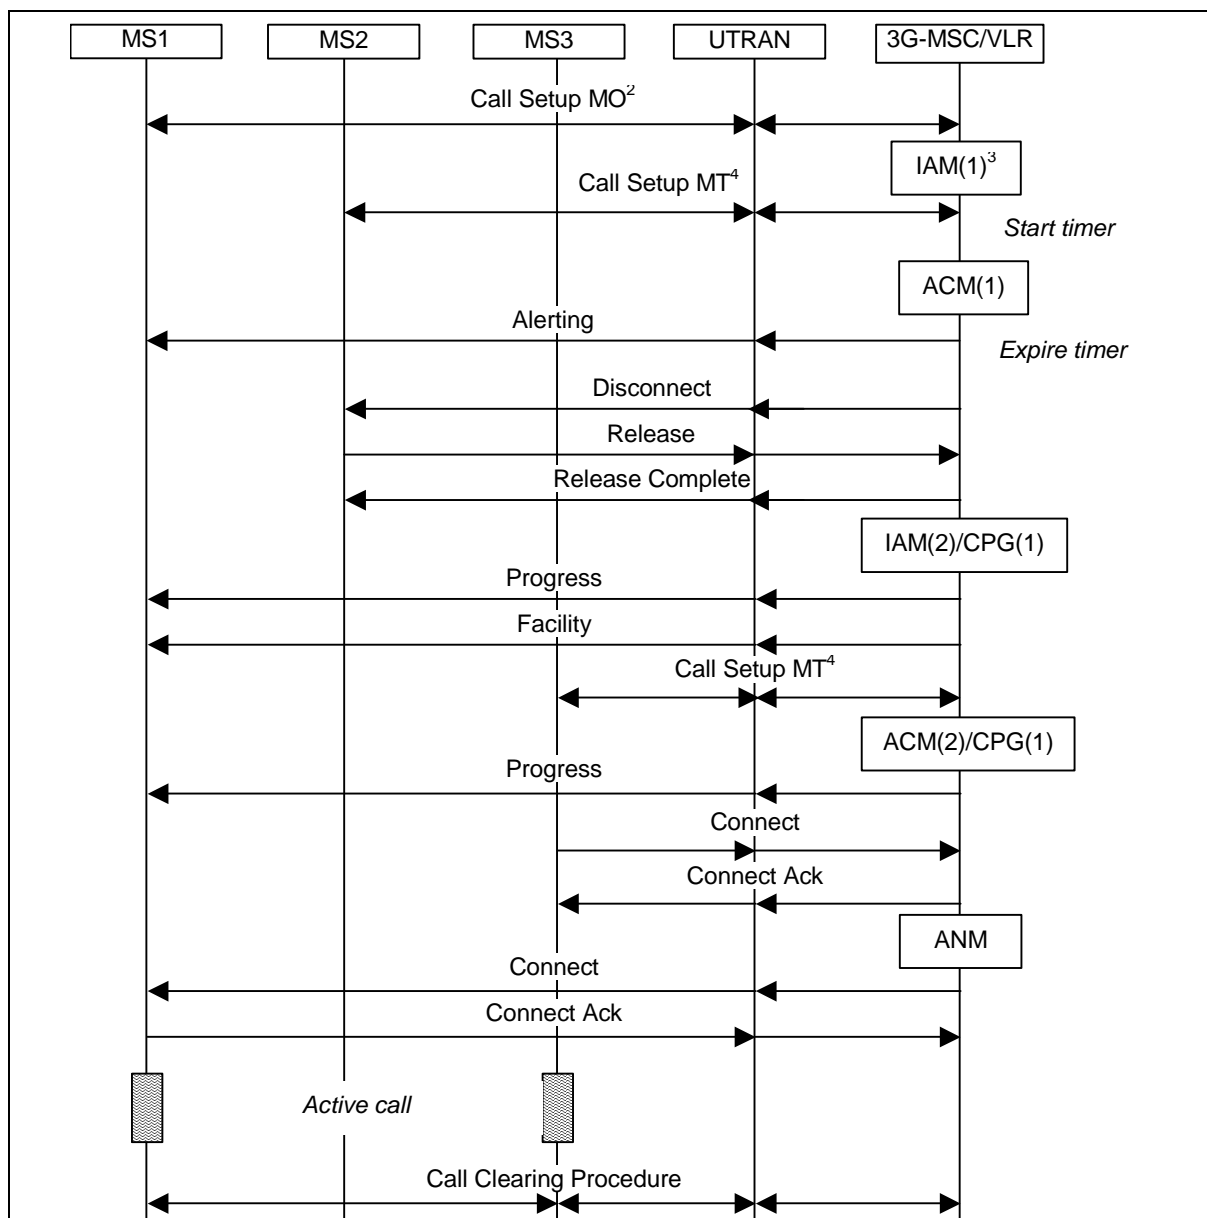 MS1 MS2 MS3 UTRAN 3G-MSC/VLR
Call Setup MO²
IAM(1)³
Call Setup MT⁴
Start timer
ACM(1)
Alerting
Expire timer
Disconnect
Release
Release Complete
IAM(2)/CPG(1)
Progress
Facility
Call Setup MT⁴
ACM(2)/CPG(1)
Progress
Connect
Connect Ack
ANM
Connect
Connect Ack
Active call
Call Clearing Procedure